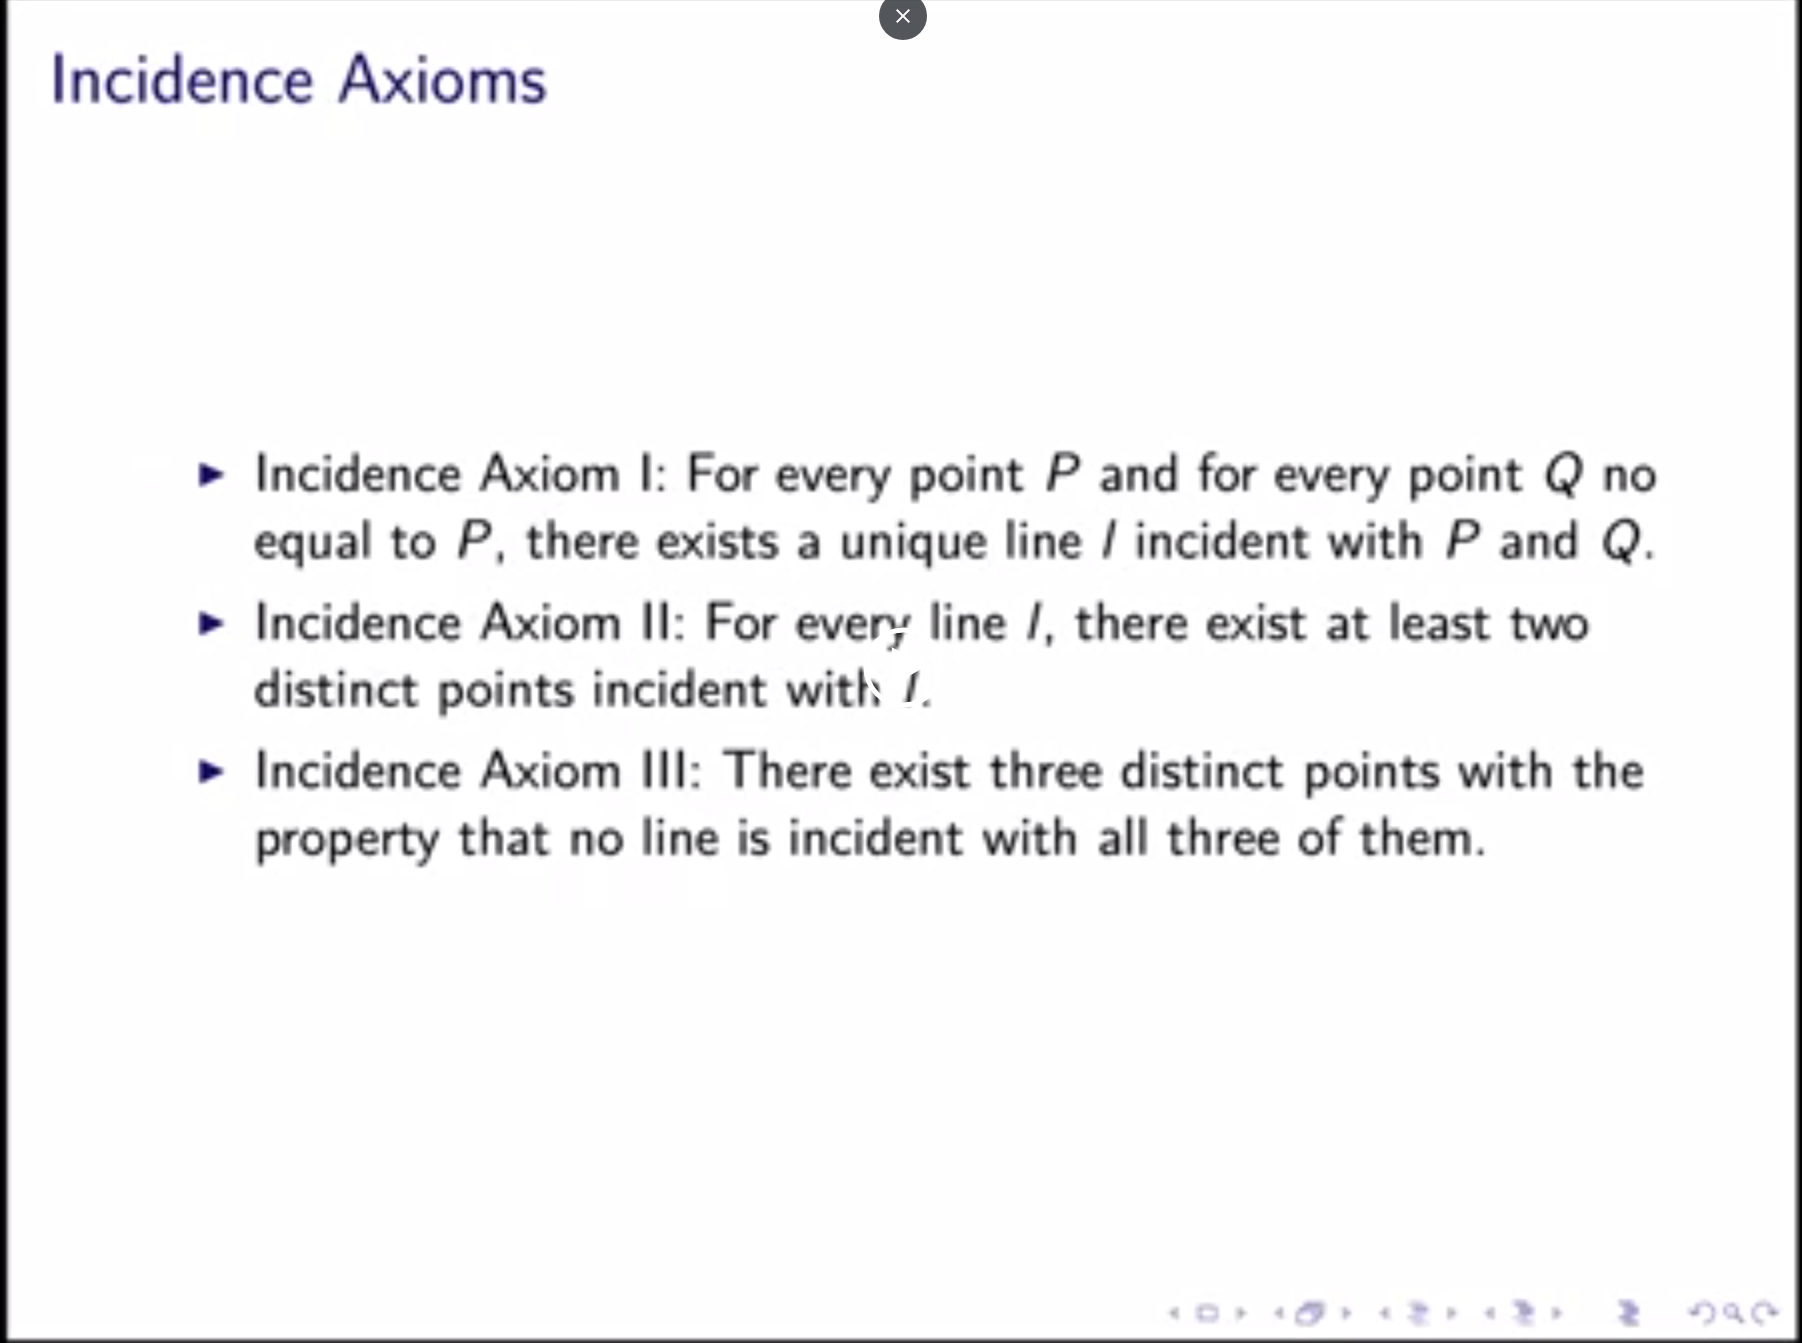 Incidence Axioms
▶ Incidence Axiom I: For every point P and for every point Q no
equal to P, there exists a unique line l incident with P and Q.
▶ Incidence Axiom II: For every line l, there exist at least two
distinct points incident with l.
▶ Incidence Axiom III: There exist three distinct points with the
property that no line is incident with all three of them.